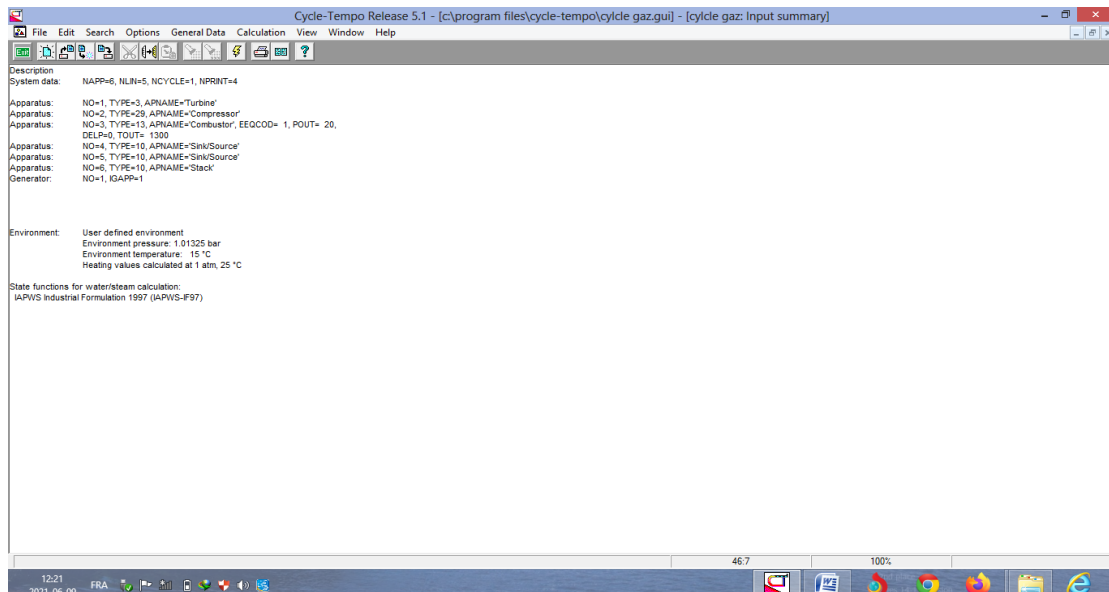 Cycle-Tempo Release 5.1 - [c:\program files\cycle-tempo\cylcle gaz.gui] - [cylcle gaz: Input summary]
File Edit Search Options General Data Calculation View Window Help
Exit
Description
System data: NAPP=6, NLIN=5, NCYCLE=1, NPRINT=4
Apparatus: NO=1, TYPE=3, APNAME='Turbine'
Apparatus: NO=2, TYPE=29, APNAME='Compressor'
Apparatus: NO=3, TYPE=13, APNAME='Combustor', EEQCOD= 1, POUT= 20,
DELP=0, TOUT= 1300
Apparatus: NO=4, TYPE=10, APNAME='Sink/Source'
Apparatus: NO=5, TYPE=10, APNAME='Sink/Source'
Apparatus: NO=6, TYPE=10, APNAME='Stack'
Generator: NO=1, IGAPP=1
Environment: User defined environment
Environment pressure: 1.01325 bar
Environment temperature: 15 °C
Heating values calculated at 1 atm, 25 °C
State functions for water/steam calculation:
IAPWS Industrial Formulation 1997 (IAPWS-IF97)
46:7 100%
12:21
FRA
2021-06-09